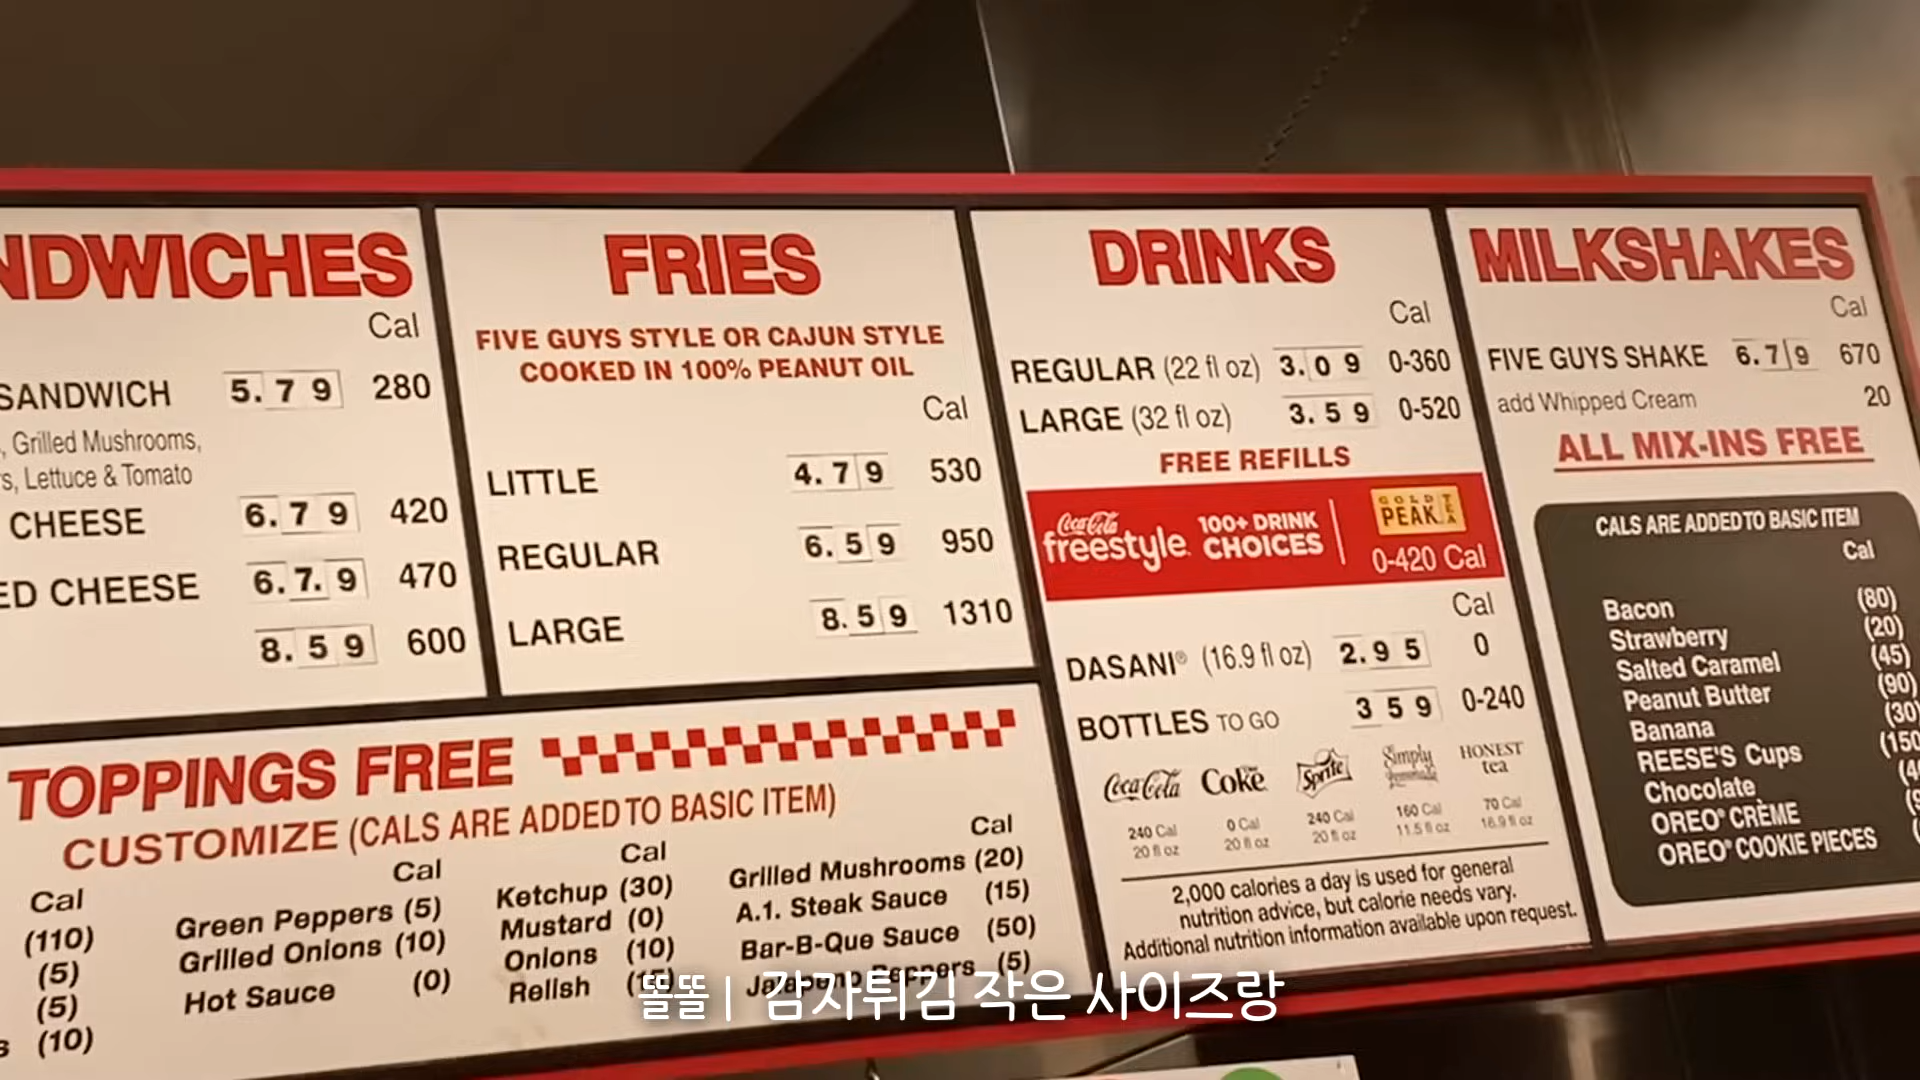 NDWICHES
Cal
SANDWICH 5.79 280
, Grilled Mushrooms,
s, Lettuce & Tomato
CHEESE 6.79 420
ED CHEESE 6.7.9 470
8.59 600
FRIES
FIVE GUYS STYLE OR CAJUN STYLE
COOKED IN 100% PEANUT OIL
Cal
LITTLE 4.79 530
REGULAR 6.59 950
LARGE 8.59 1310
DRINKS
Cal
REGULAR (22 fl oz) 3.09 0-360
LARGE (32 fl oz) 3.59 0-520
FREE REFILLS
Coca-Cola
freestyle
100+ DRINK
CHOICES
GOLD
PEAK TEA
0-420 Cal
Cal
DASANI® (16.9 fl oz) 2.95 0
BOTTLES TO GO 359 0-240
Coca-Cola Coke Sprite Simply HONEST
tea
240 Cal 0 Cal 240 Cal 160 Cal 70 Cal
20 fl oz 20 fl oz 20 fl oz 11.5 fl oz 16.9 fl oz
2,000 calories a day is used for general
nutrition advice, but calorie needs vary.
Additional nutrition information available upon request.
MILKSHAKES
Cal
FIVE GUYS SHAKE 6.79 670
add Whipped Cream 20
ALL MIX-INS FREE
CALS ARE ADDED TO BASIC ITEM
Cal
Bacon (80)
Strawberry (20)
Salted Caramel (45)
Peanut Butter (90)
Banana (30)
REESE'S Cups (150
Chocolate
OREO® CRÈME
OREO® COOKIE PIECES
TOPPINGS FREE
CUSTOMIZE (CALS ARE ADDED TO BASIC ITEM)
Cal
(110)
(5)
(5)
s (10)
Cal
Green Peppers (5)
Grilled Onions (10)
Hot Sauce (0)
Cal
Ketchup (30)
Mustard (0)
Onions (10)
Relish
Cal
Grilled Mushrooms (20)
A.1. Steak Sauce (15)
Bar-B-Que Sauce (50)
Jalapeno Peppers (5)
똘똘 | 감자튀김 작은 사이즈랑